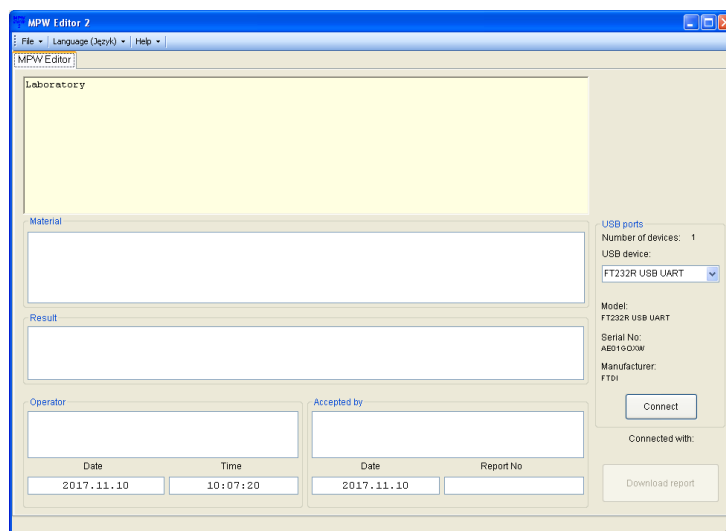 MPW Editor 2
File Language (Język) Help
MPW Editor
Laboratory
Material
Result
Operator
Date Time
2017.11.10 10:07:20
Accepted by
Date Report No
2017.11.10
USB ports
Number of devices: 1
USB device:
FT232R USB UART
Model:
FT232R USB UART
Serial No:
AE01GOXW
Manufacturer:
FTDI
Connect
Connected with:
Download report